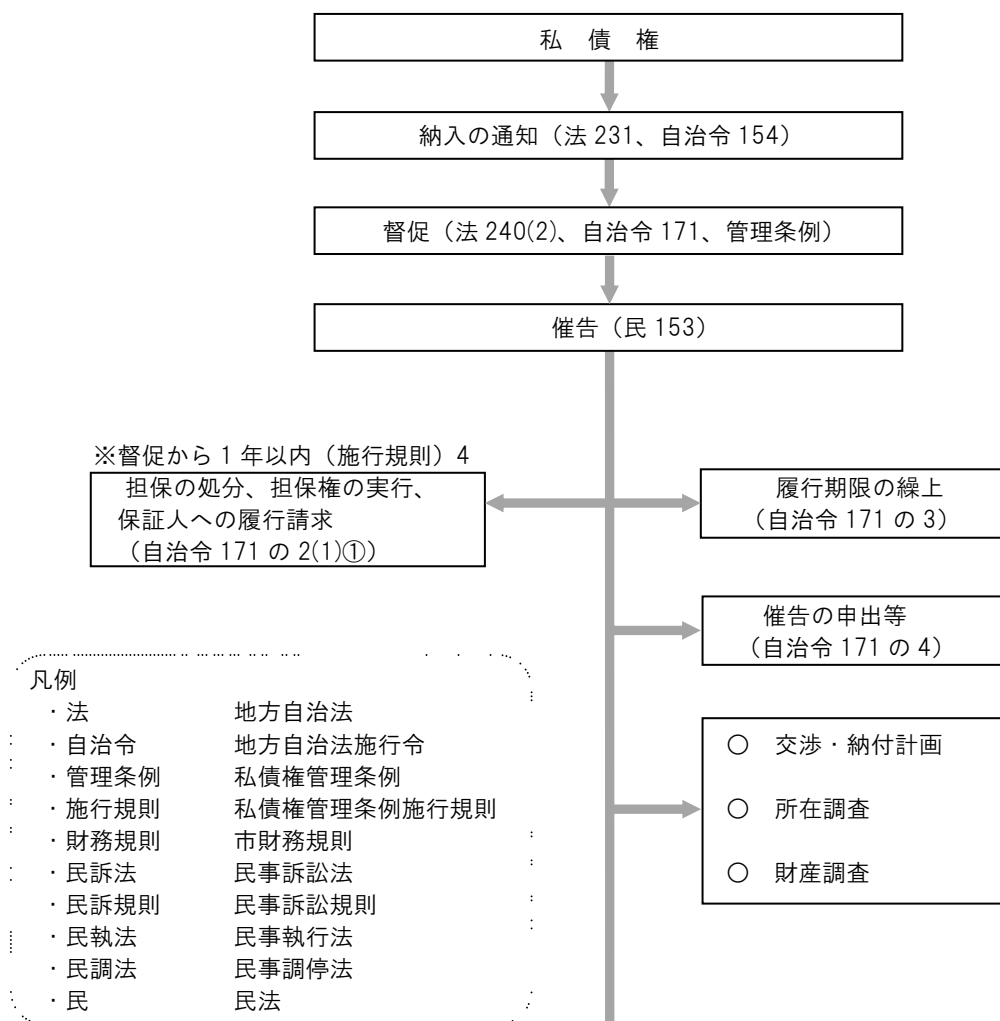 私 債 権
納入の通知（法 231、自治令 154）
督促（法 240(2)、自治令 171、管理条例）
催告（民 153）
※督促から 1 年以内（施行規則）4
担保の処分、担保権の実行、
保証人への履行請求
（自治令 171 の 2(1)①）
履行期限の繰上
（自治令 171 の 3）
催告の申出等
（自治令 171 の 4）
○ 交渉・納付計画
○ 所在調査
○ 財産調査
凡例
・法 地方自治法
・自治令 地方自治法施行令
・管理条例 私債権管理条例
・施行規則 私債権管理条例施行規則
・財務規則 市財務規則
・民訴法 民事訴訟法
・民訴規則 民事訴訟規則
・民執法 民事執行法
・民調法 民事調停法
・民 民法